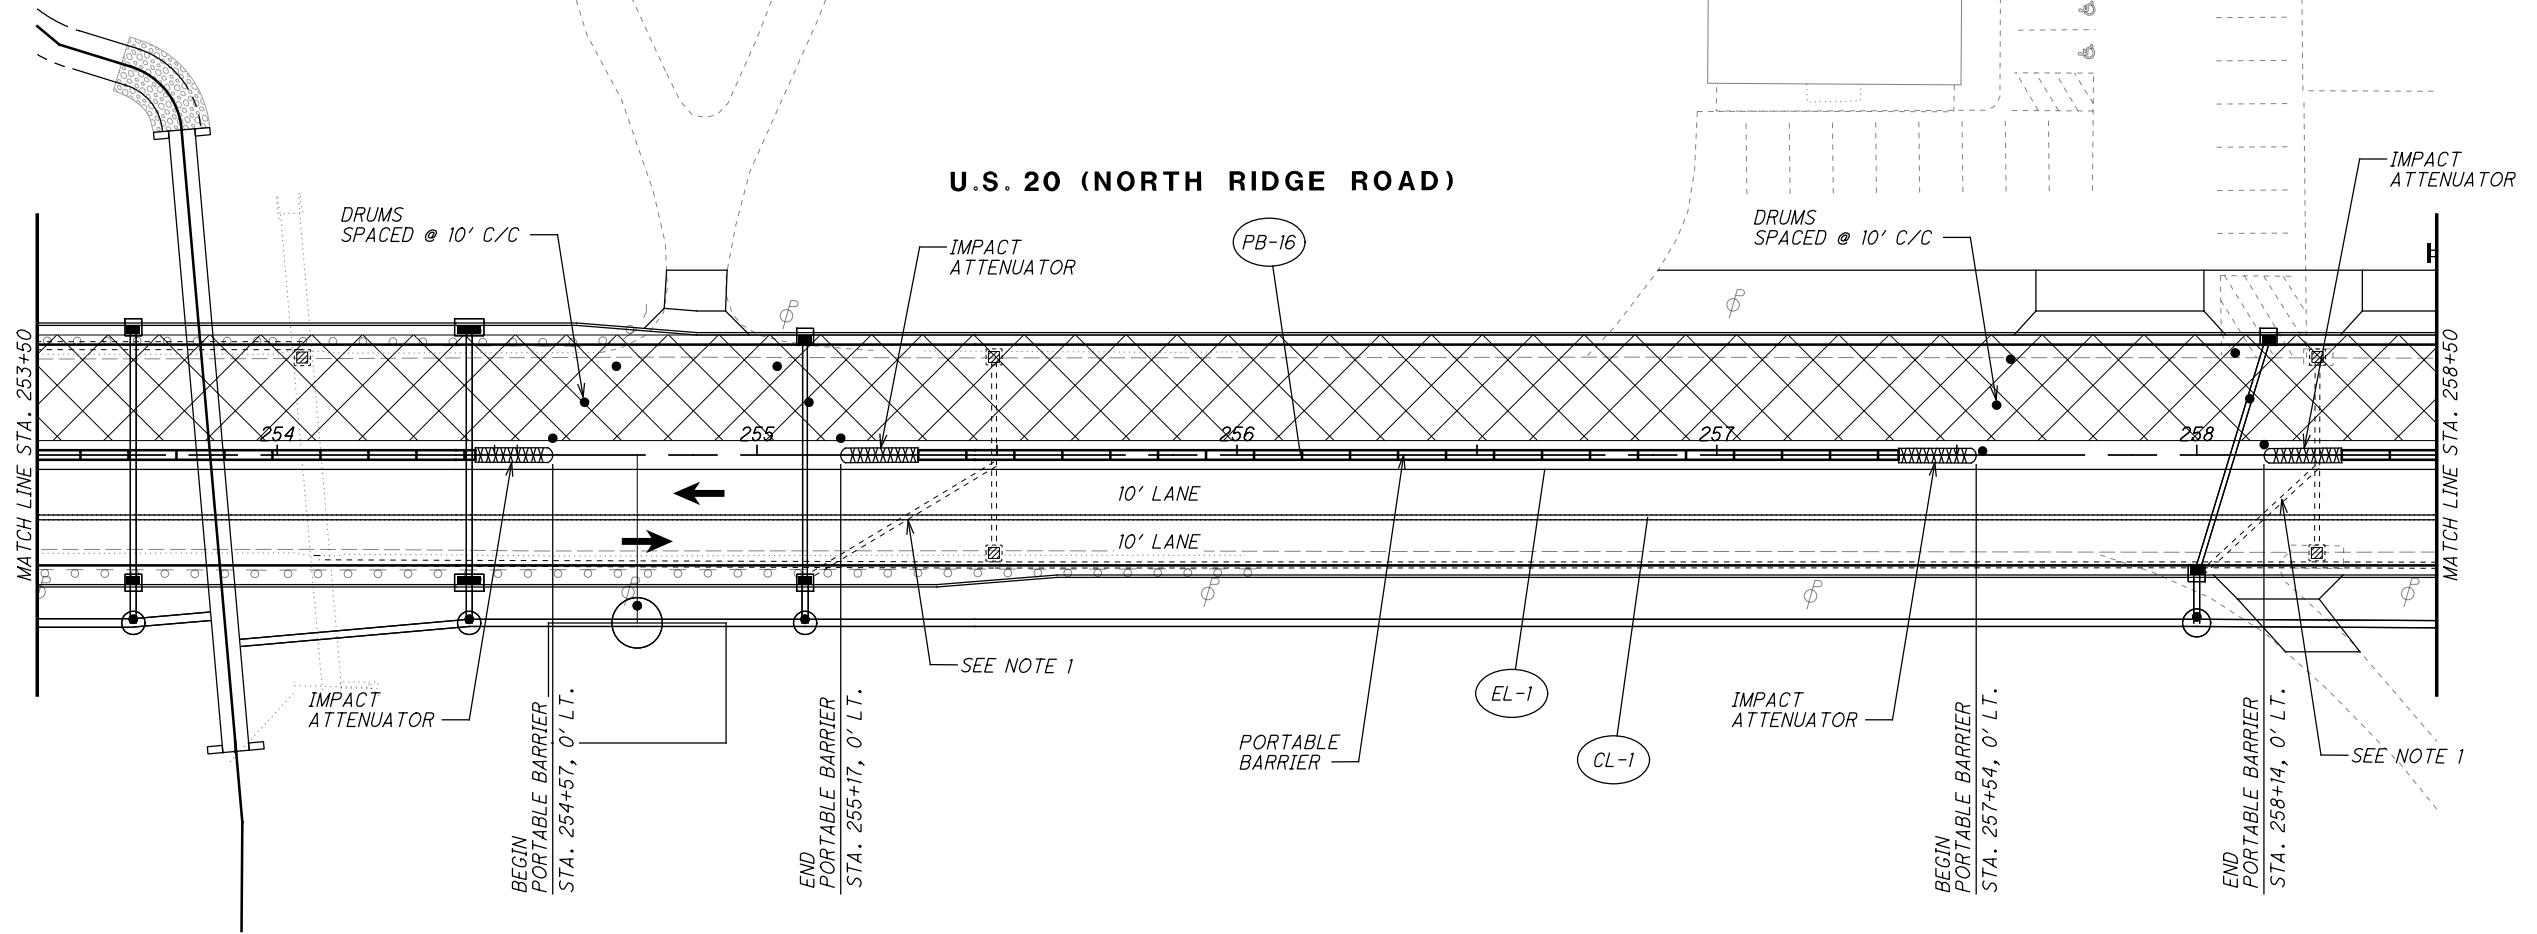 U.S. 20 (NORTH RIDGE ROAD)
IMPACT
ATTENUATOR
DRUMS
SPACED @ 10' C/C
DRUMS
SPACED @ 10' C/C
PB-16
IMPACT
ATTENUATOR
MATCH LINE STA. 253+50
MATCH LINE STA. 258+50
254
255
256
257
258
10' LANE
10' LANE
SEE NOTE 1
IMPACT
ATTENUATOR
EL-1
IMPACT
ATTENUATOR
PORTABLE
BARRIER
CL-1
SEE NOTE 1
BEGIN
PORTABLE BARRIER
STA. 254+57, 0' LT.
END
PORTABLE BARRIER
STA. 255+17, 0' LT.
BEGIN
PORTABLE BARRIER
STA. 257+54, 0' LT.
END
PORTABLE BARRIER
STA. 258+14, 0' LT.